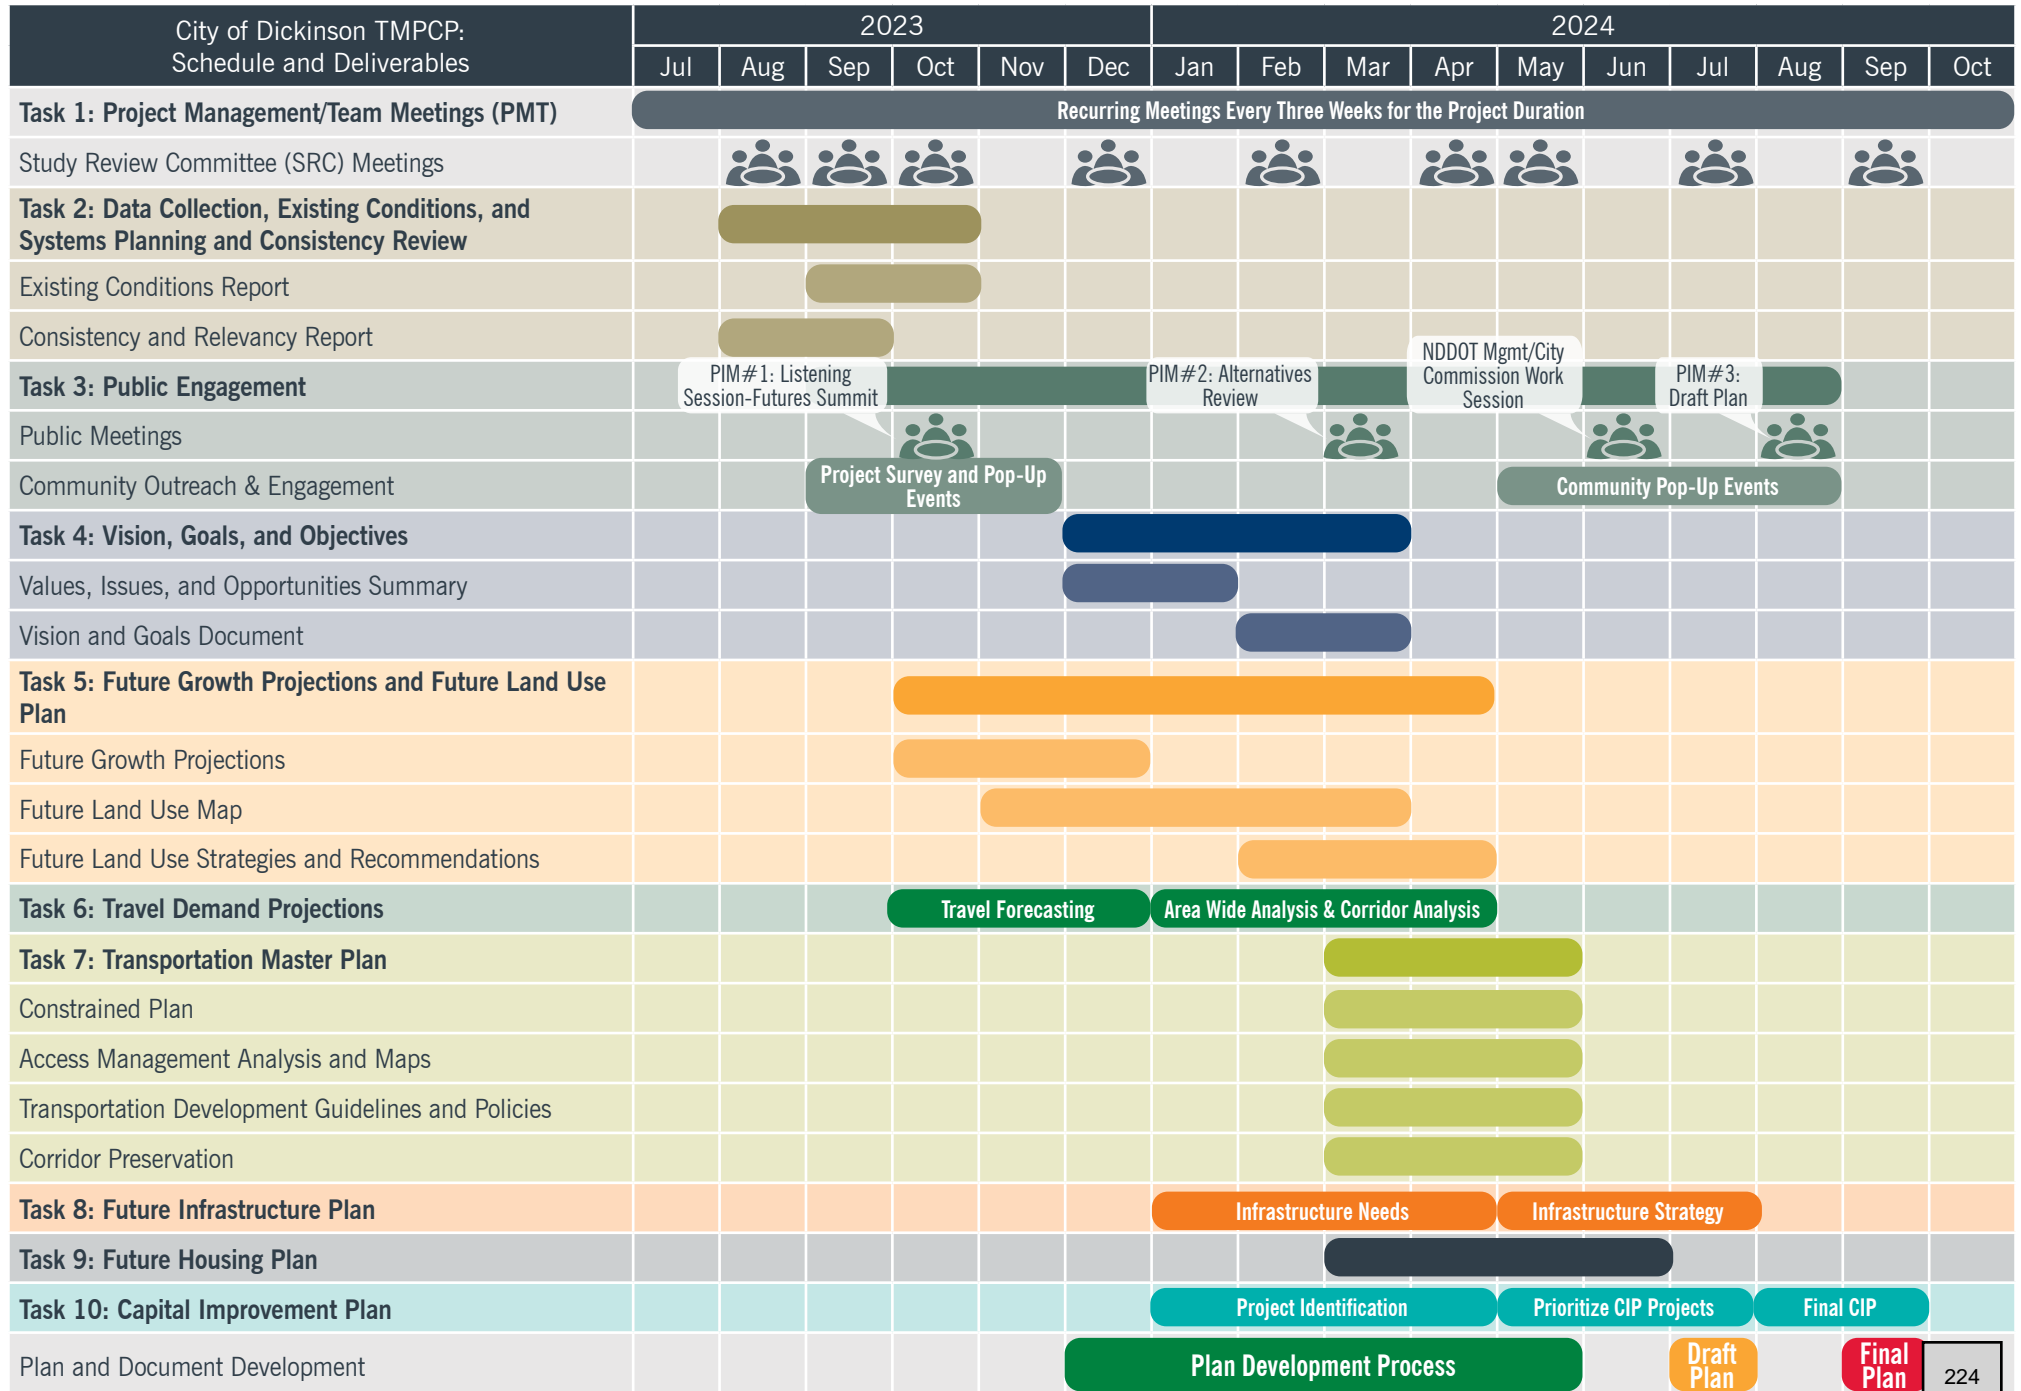 City of Dickinson TMPCP:
Schedule and Deliverables
2023
2024
Jul Aug Sep Oct Nov Dec Jan Feb Mar Apr May Jun Jul Aug Sep Oct
Task 1: Project Management/Team Meetings (PMT)
Recurring Meetings Every Three Weeks for the Project Duration
Study Review Committee (SRC) Meetings
Task 2: Data Collection, Existing Conditions, and
Systems Planning and Consistency Review
Existing Conditions Report
Consistency and Relevancy Report
Task 3: Public Engagement
PIM#1: Listening
Session-Futures Summit
PIM#2: Alternatives
Review
NDDOT Mgmt/City
Commission Work
Session
PIM#3:
Draft Plan
Public Meetings
Community Outreach & Engagement
Project Survey and Pop-Up
Events
Community Pop-Up Events
Task 4: Vision, Goals, and Objectives
Values, Issues, and Opportunities Summary
Vision and Goals Document
Task 5: Future Growth Projections and Future Land Use
Plan
Future Growth Projections
Future Land Use Map
Future Land Use Strategies and Recommendations
Task 6: Travel Demand Projections
Travel Forecasting
Area Wide Analysis & Corridor Analysis
Task 7: Transportation Master Plan
Constrained Plan
Access Management Analysis and Maps
Transportation Development Guidelines and Policies
Corridor Preservation
Task 8: Future Infrastructure Plan
Infrastructure Needs
Infrastructure Strategy
Task 9: Future Housing Plan
Task 10: Capital Improvement Plan
Project Identification
Prioritize CIP Projects
Final CIP
Plan and Document Development
Plan Development Process
Draft
Plan
Final
Plan
224